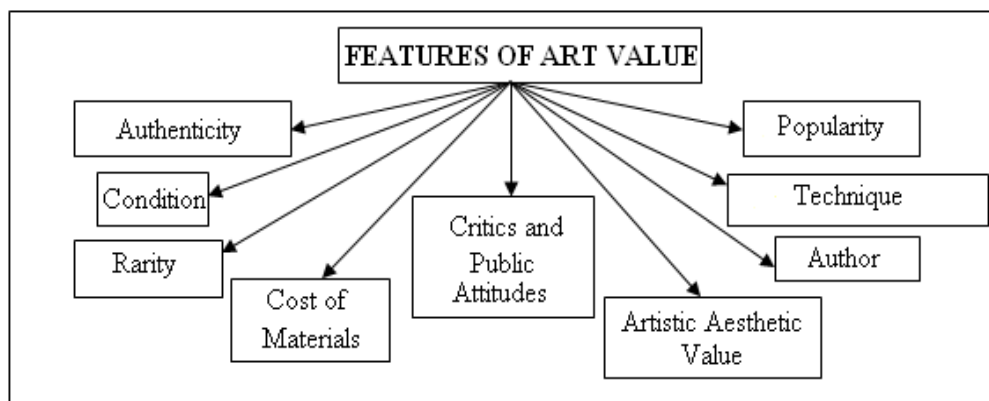 FEATURES OF ART VALUE
Authenticity
Popularity
Condition
Technique
Rarity
Critics and
Public
Attitudes
Author
Cost of
Materials
Artistic Aesthetic
Value